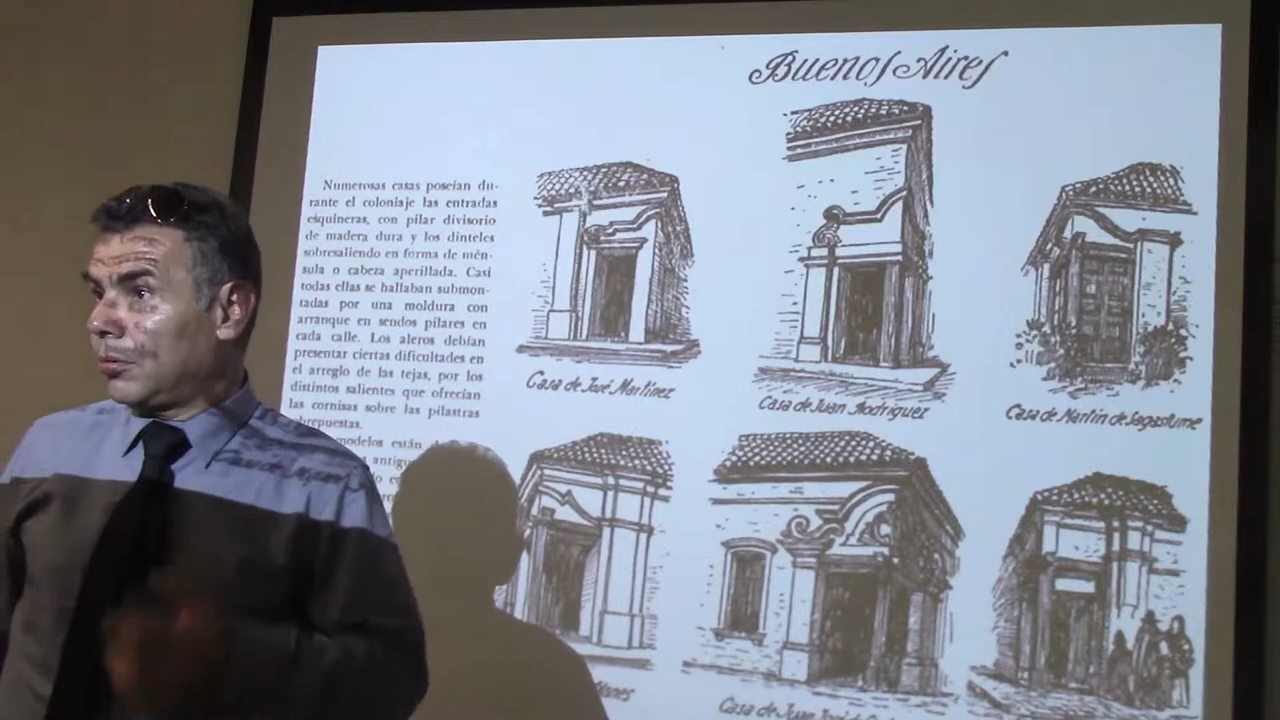 Buenos Aires
Numerosas casas poseían du-
rante el coloniaje las entradas
esquineras, con pilar divisorio
de madera dura y los dinteles
sobresaliendo en forma de mén-
sula o cabeza aperillada. Casi
todas ellas se hallaban submon-
tadas por una moldura con
arranque en sendos pilares en
cada calle. Los aleros debían
presentar ciertas dificultades en
el arreglo de las tejas, por los
distintos salientes que ofrecían
las cornisas sobre las pilastras
modelos están
Casa de José Martínez
Casa de Juan Rodríguez
Casa de Martín de Sagastume
Casa de Juan José